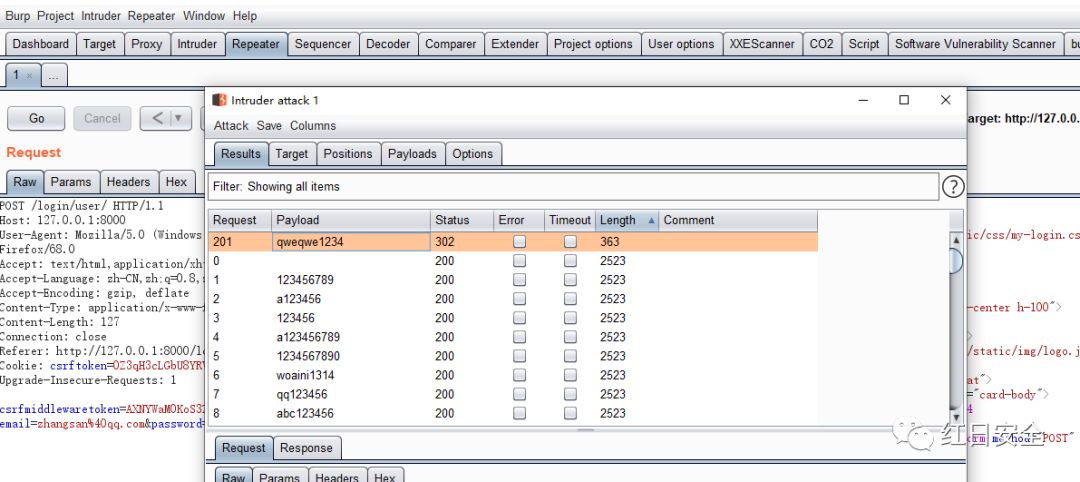 Burp Project Intruder Repeater Window Help
Dashboard Target Proxy Intruder Repeater Sequencer Decoder Comparer Extender Project options User options XXEScanner CO2 Script Software Vulnerability Scanner
1 × ...
Intruder attack 1
Go Cancel < ▼
Attack Save Columns
arget: http://127.0.0.
Request
Results Target Positions Payloads Options
Raw Params Headers Hex
Filter: Showing all items ?
POST /login/user/ HTTP/1.1
Host: 127.0.0.1:8000
User-Agent: Mozilla/5.0 (Windows
Firefox/68.0
Accept: text/html,application/xh
Accept-Language: zh-CN,zh;q=0.8,
Accept-Encoding: gzip, deflate
Content-Type: application/x-www-
Content-Length: 127
Connection: close
Referer: http://127.0.0.1:8000/l
Cookie: csrftoken=
Upgrade-Insecure-Requests: 1
csrfmiddlewaretoken=
email=zhangsan%40qq.com&password=
Request Payload Status Error Timeout Length Comment
201 qweqwe1234 302 363
0 200 2523
1 123456789 200 2523
2 a123456 200 2523
3 123456 200 2523
4 a123456789 200 2523
5 1234567890 200 2523
6 woaini1314 200 2523
7 qq123456 200 2523
8 abc123456 200 2523
ic/css/my-login.cs
-center h-100">
/static/img/logo.j
at">
="card-body">
4
orm method="POST"
红日安全
Request Response
Raw Params Headers Hex